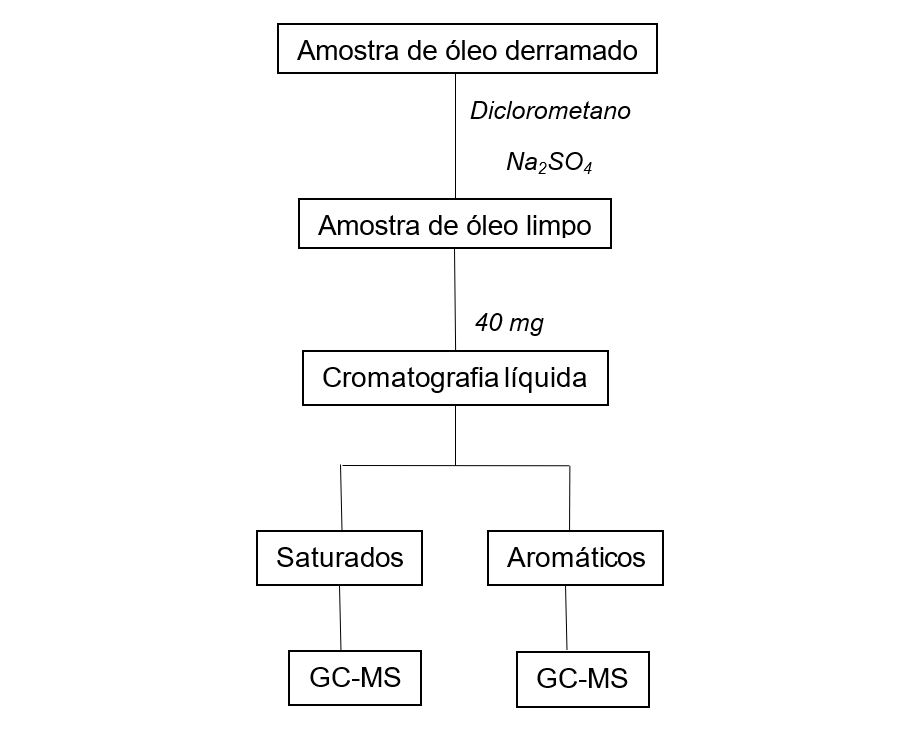 Amostra de óleo derramado
Diclorometano
Na₂SO₄
Amostra de óleo limpo
40 mg
Cromatografia líquida
Saturados
Aromáticos
GC-MS
GC-MS